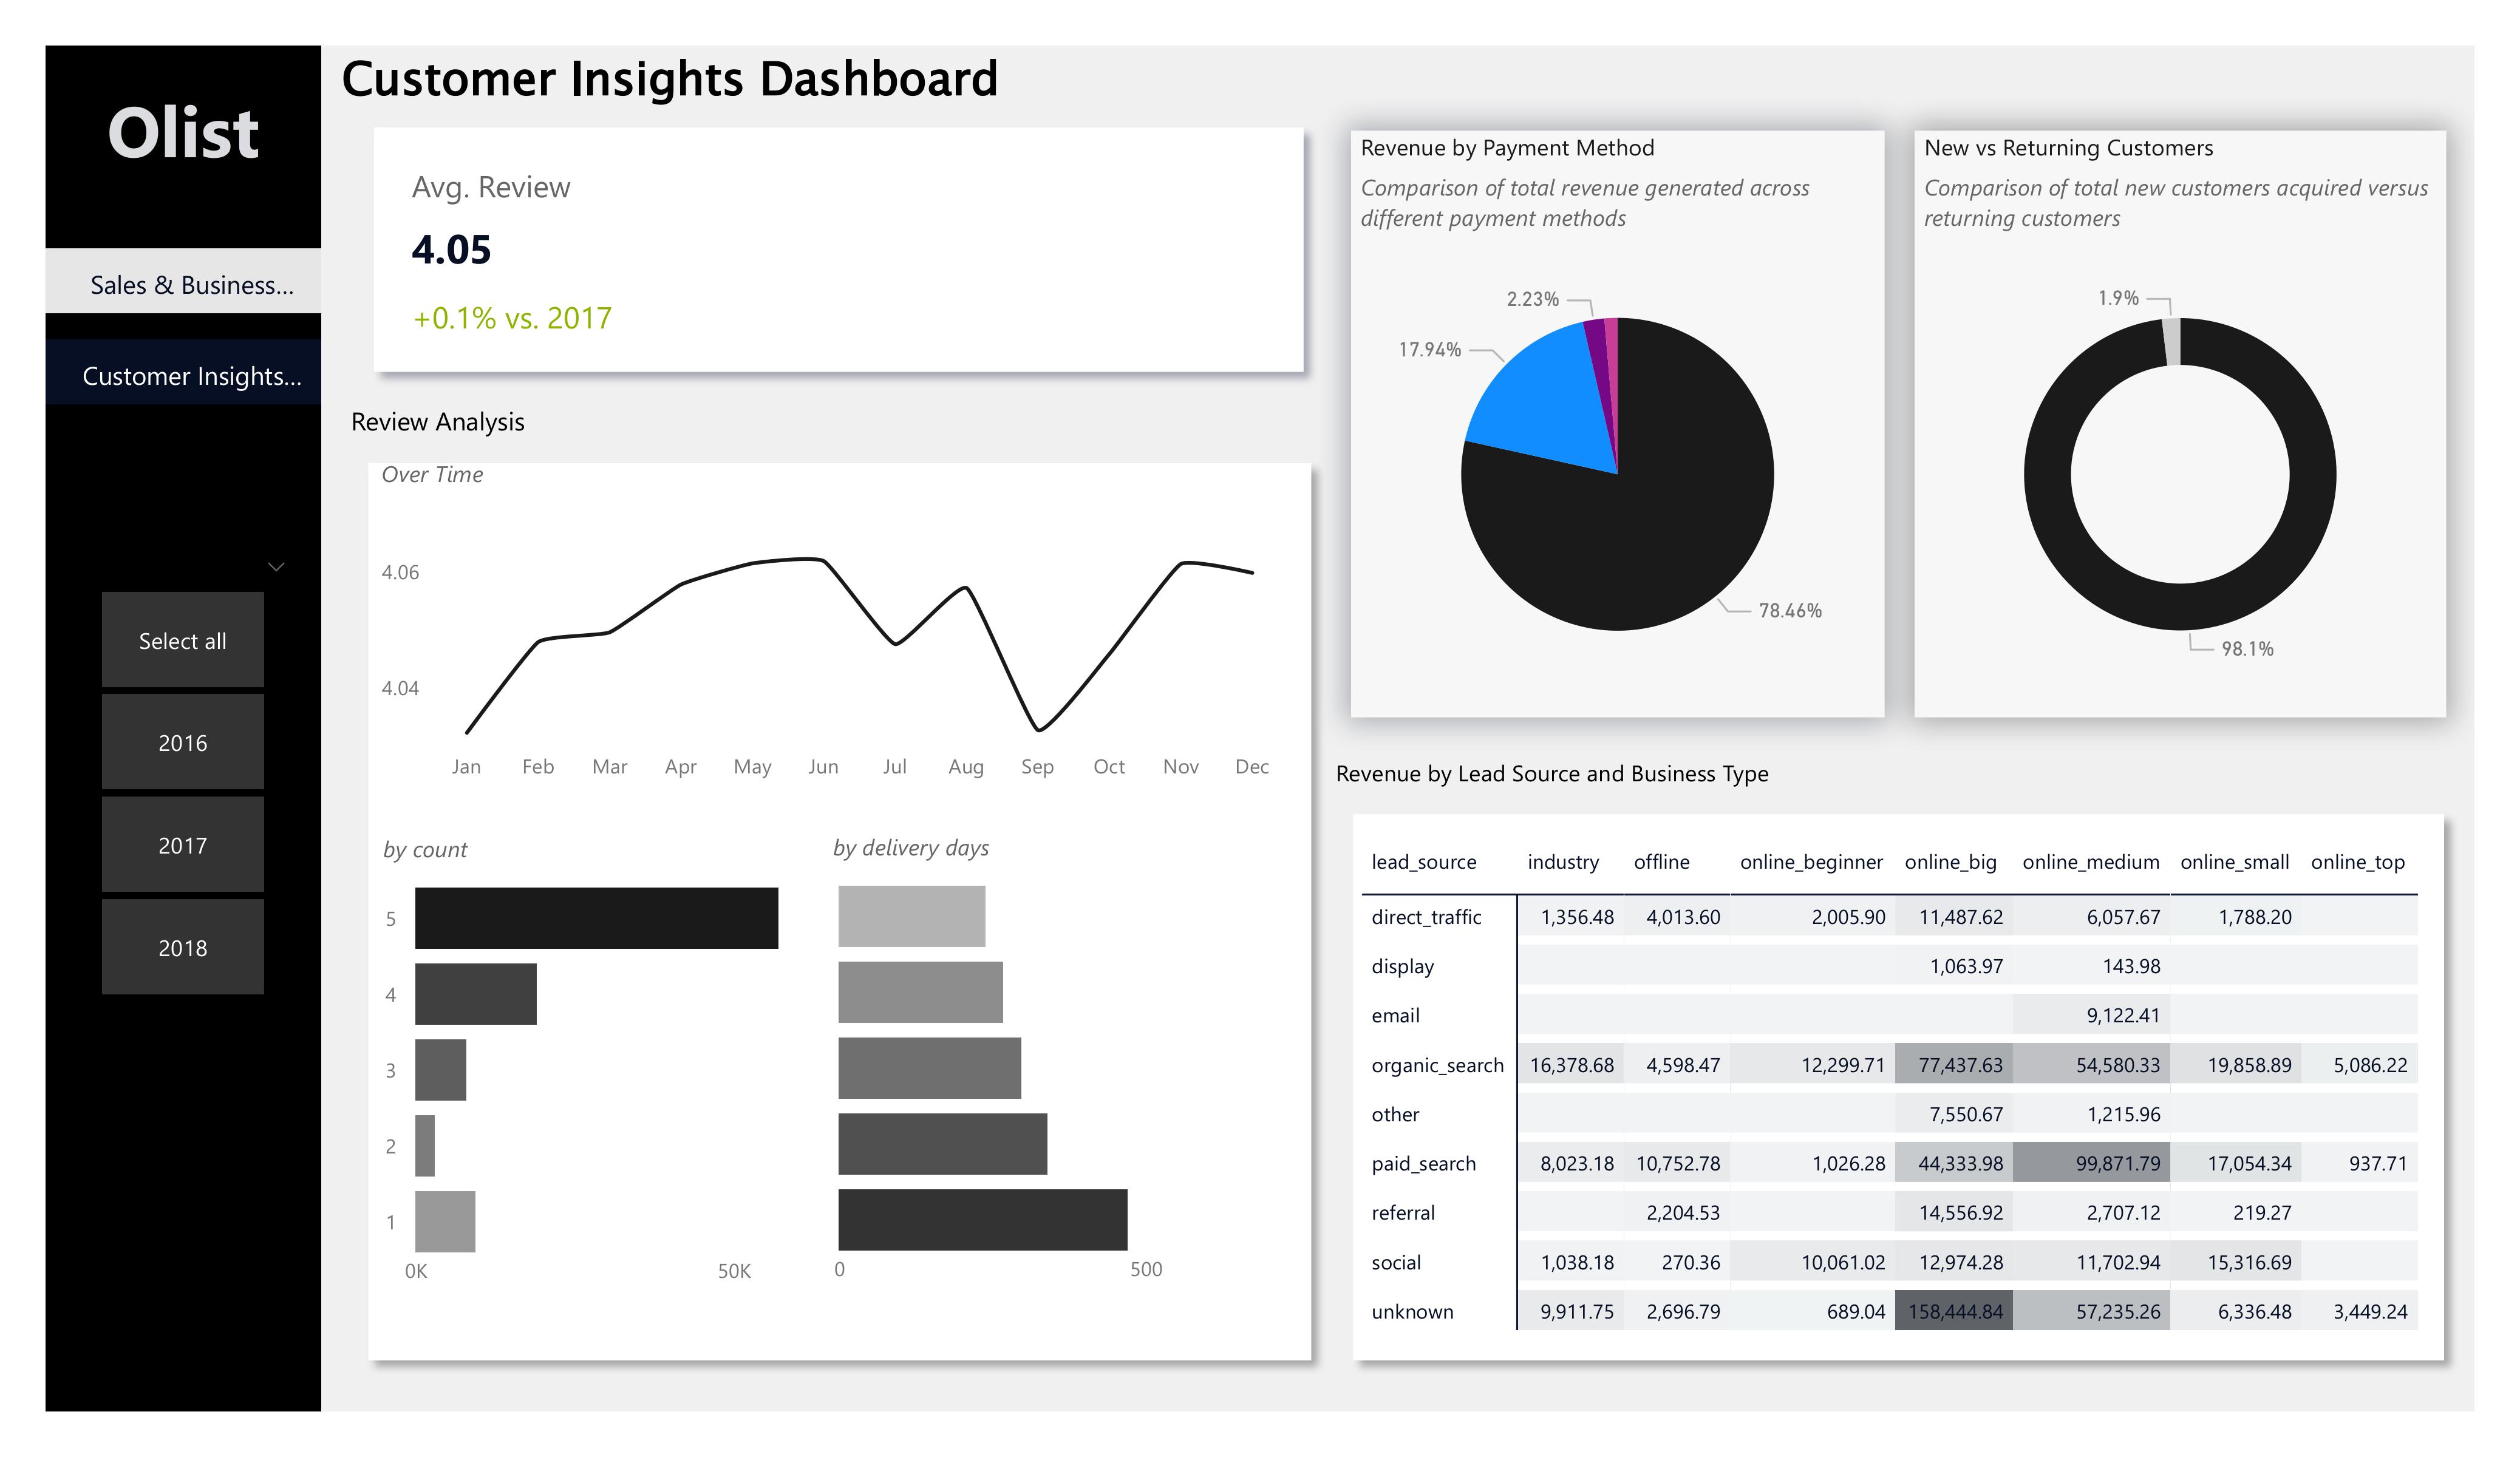 Olist
Sales & Business...
Customer Insights...
Select all
2016
2017
2018
Customer Insights Dashboard
Avg. Review
4.05
+0.1% vs. 2017
Review Analysis
Over Time
4.06
4.04
Jan Feb Mar Apr May Jun Jul Aug Sep Oct Nov Dec
by count
5
4
3
2
1
0K 50K
by delivery days
0 500
Revenue by Payment Method
Comparison of total revenue generated across
different payment methods
2.23%
17.94%
78.46%
New vs Returning Customers
Comparison of total new customers acquired versus
returning customers
1.9%
98.1%
Revenue by Lead Source and Business Type
lead_source industry offline online_beginner online_big online_medium online_small online_top
direct_traffic 1,356.48 4,013.60 2,005.90 11,487.62 6,057.67 1,788.20
display 1,063.97 143.98
email 9,122.41
organic_search 16,378.68 4,598.47 12,299.71 77,437.63 54,580.33 19,858.89 5,086.22
other 7,550.67 1,215.96
paid_search 8,023.18 10,752.78 1,026.28 44,333.98 99,871.79 17,054.34 937.71
referral 2,204.53 14,556.92 2,707.12 219.27
social 1,038.18 270.36 10,061.02 12,974.28 11,702.94 15,316.69
unknown 9,911.75 2,696.79 689.04 158,444.84 57,235.26 6,336.48 3,449.24